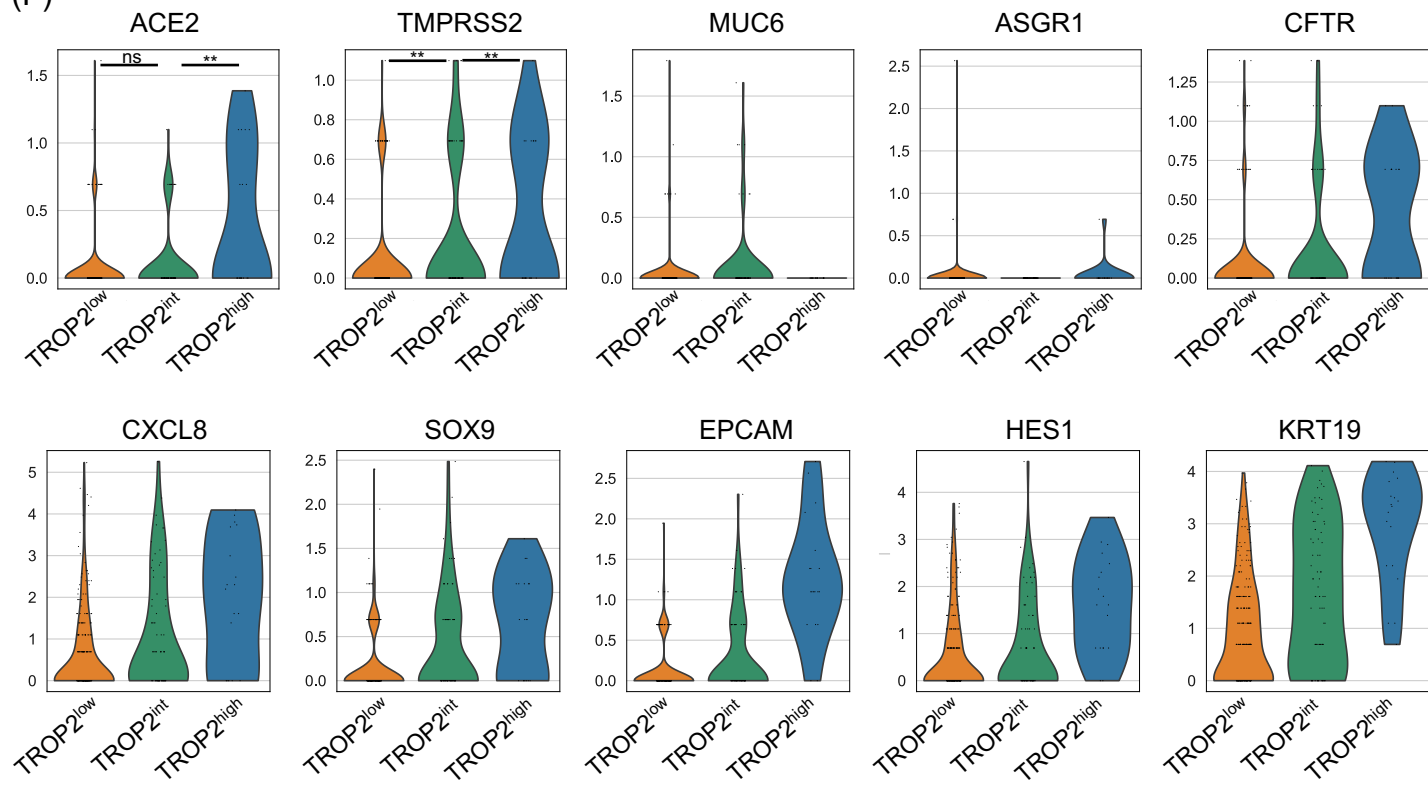 ACE2 TMPRSS2 MUC6 ASGR1 CFTR
ns ** ** **
1.5 1.0 0.5 0.0
1.0 0.8 0.6 0.4 0.2 0.0
1.5 1.0 0.5 0.0
2.5 2.0 1.5 1.0 0.5 0.0
1.25 1.00 0.75 0.50 0.25 0.00
TROP2low TROP2int TROP2high
TROP2low TROP2int TROP2high
TROP2low TROP2int TROP2high
TROP2low TROP2int TROP2high
TROP2low TROP2int TROP2high
CXCL8 SOX9 EPCAM HES1 KRT19
5 4 3 2 1 0
2.5 2.0 1.5 1.0 0.5 0.0
2.5 2.0 1.5 1.0 0.5 0.0
4 3 2 1 0
4 3 2 1 0
TROP2low TROP2int TROP2high
TROP2low TROP2int TROP2high
TROP2low TROP2int TROP2high
TROP2low TROP2int TROP2high
TROP2low TROP2int TROP2high